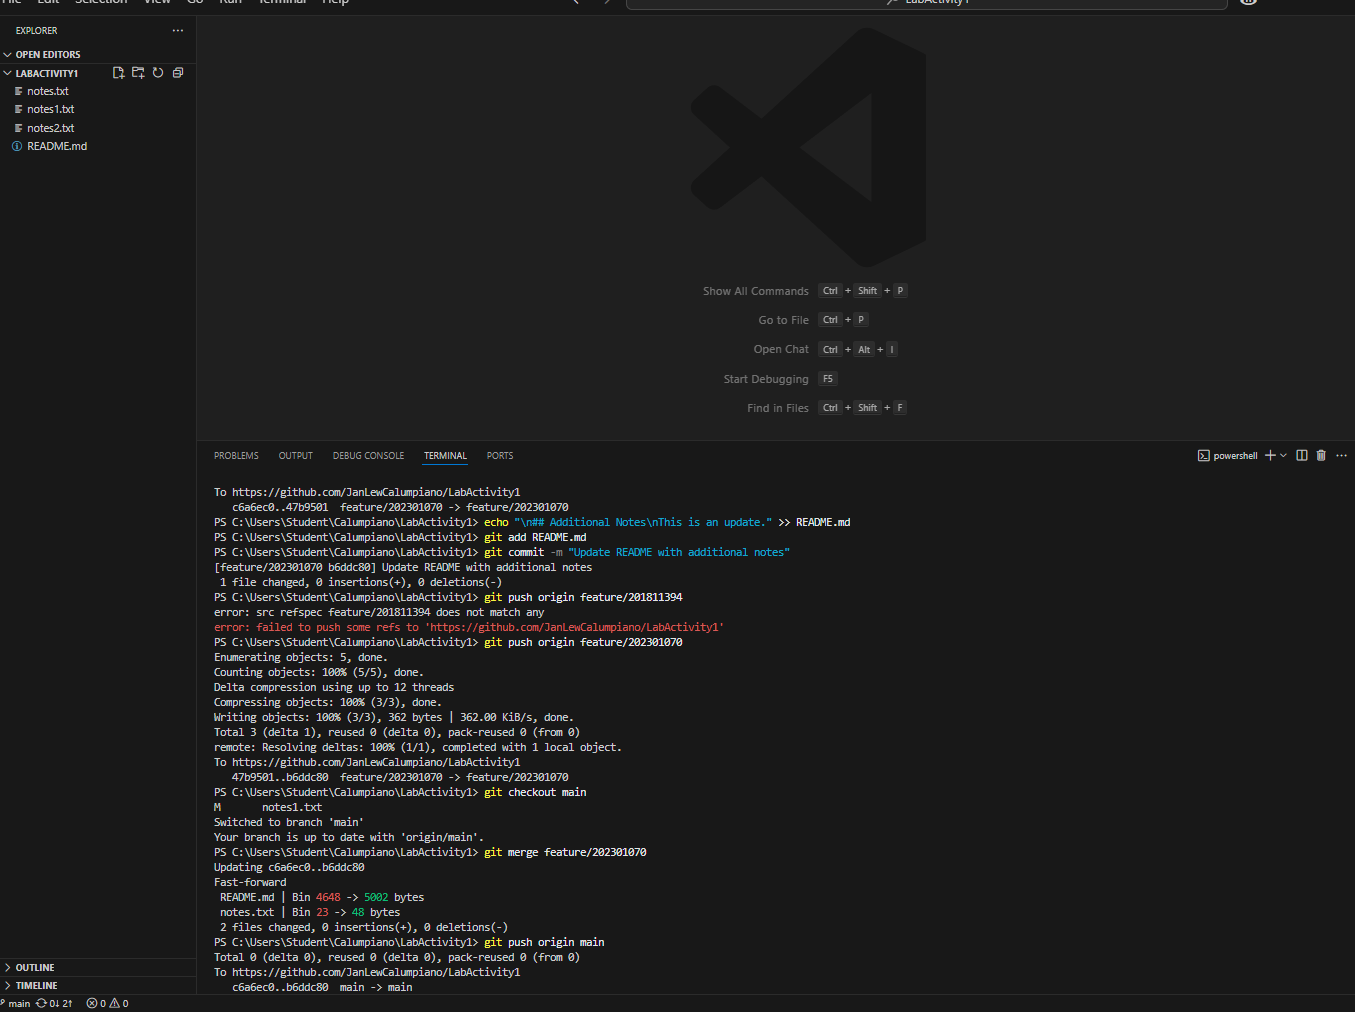 File Edit Selection View Go Run Terminal Help
LabActivity1
EXPLORER
OPEN EDITORS
LABACTIVITY1
notes.txt
notes1.txt
notes2.txt
README.md
Show All Commands Ctrl + Shift + P
Go to File Ctrl + P
Open Chat Ctrl + Alt + I
Start Debugging F5
Find in Files Ctrl + Shift + F
PROBLEMS OUTPUT DEBUG CONSOLE TERMINAL PORTS
powershell
To https://github.com/JanLewCalumpiano/LabActivity1
c6a6ec0..47b9501 feature/202301070 -> feature/202301070
PS C:\Users\Student\Calumpiano\LabActivity1> echo "\n## Additional Notes\nThis is an update." >> README.md
PS C:\Users\Student\Calumpiano\LabActivity1> git add README.md
PS C:\Users\Student\Calumpiano\LabActivity1> git commit -m "Update README with additional notes"
[feature/202301070 b6ddc80] Update README with additional notes
1 file changed, 0 insertions(+), 0 deletions(-)
PS C:\Users\Student\Calumpiano\LabActivity1> git push origin feature/201811394
error: src refspec feature/201811394 does not match any
error: failed to push some refs to 'https://github.com/JanLewCalumpiano/LabActivity1'
PS C:\Users\Student\Calumpiano\LabActivity1> git push origin feature/202301070
Enumerating objects: 5, done.
Counting objects: 100% (5/5), done.
Delta compression using up to 12 threads
Compressing objects: 100% (3/3), done.
Writing objects: 100% (3/3), 362 bytes | 362.00 KiB/s, done.
Total 3 (delta 1), reused 0 (delta 0), pack-reused 0 (from 0)
remote: Resolving deltas: 100% (1/1), completed with 1 local object.
To https://github.com/JanLewCalumpiano/LabActivity1
47b9501..b6ddc80 feature/202301070 -> feature/202301070
PS C:\Users\Student\Calumpiano\LabActivity1> git checkout main
M notes1.txt
Switched to branch 'main'
Your branch is up to date with 'origin/main'.
PS C:\Users\Student\Calumpiano\LabActivity1> git merge feature/202301070
Updating c6a6ec0..b6ddc80
Fast-forward
README.md | Bin 4648 -> 5002 bytes
notes.txt | Bin 23 -> 48 bytes
2 files changed, 0 insertions(+), 0 deletions(-)
PS C:\Users\Student\Calumpiano\LabActivity1> git push origin main
Total 0 (delta 0), reused 0 (delta 0), pack-reused 0 (from 0)
To https://github.com/JanLewCalumpiano/LabActivity1
c6a6ec0..b6ddc80 main -> main
OUTLINE
TIMELINE
main 0↓ 2↑ 0 0